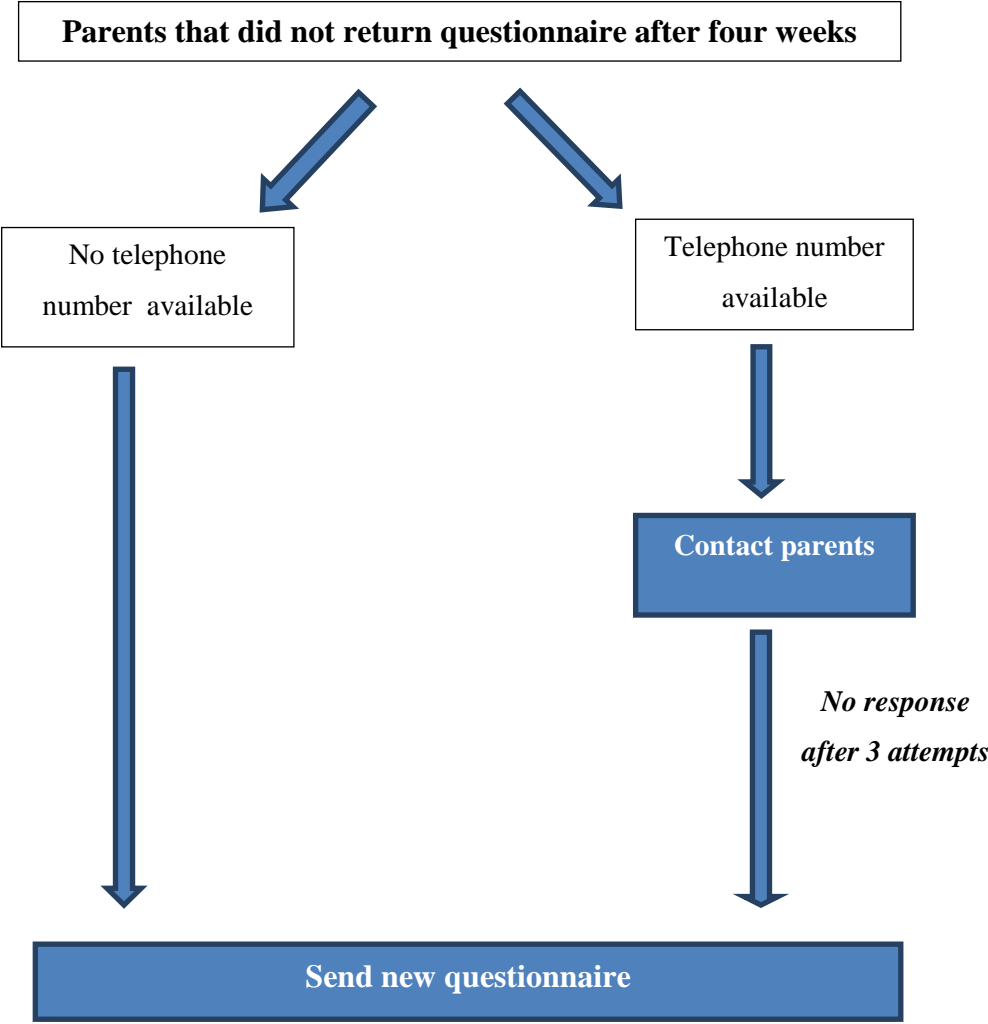 Parents that did not return questionnaire after four weeks
No telephone
number available
Telephone number
available
Contact parents
No response
after 3 attempts
Send new questionnaire